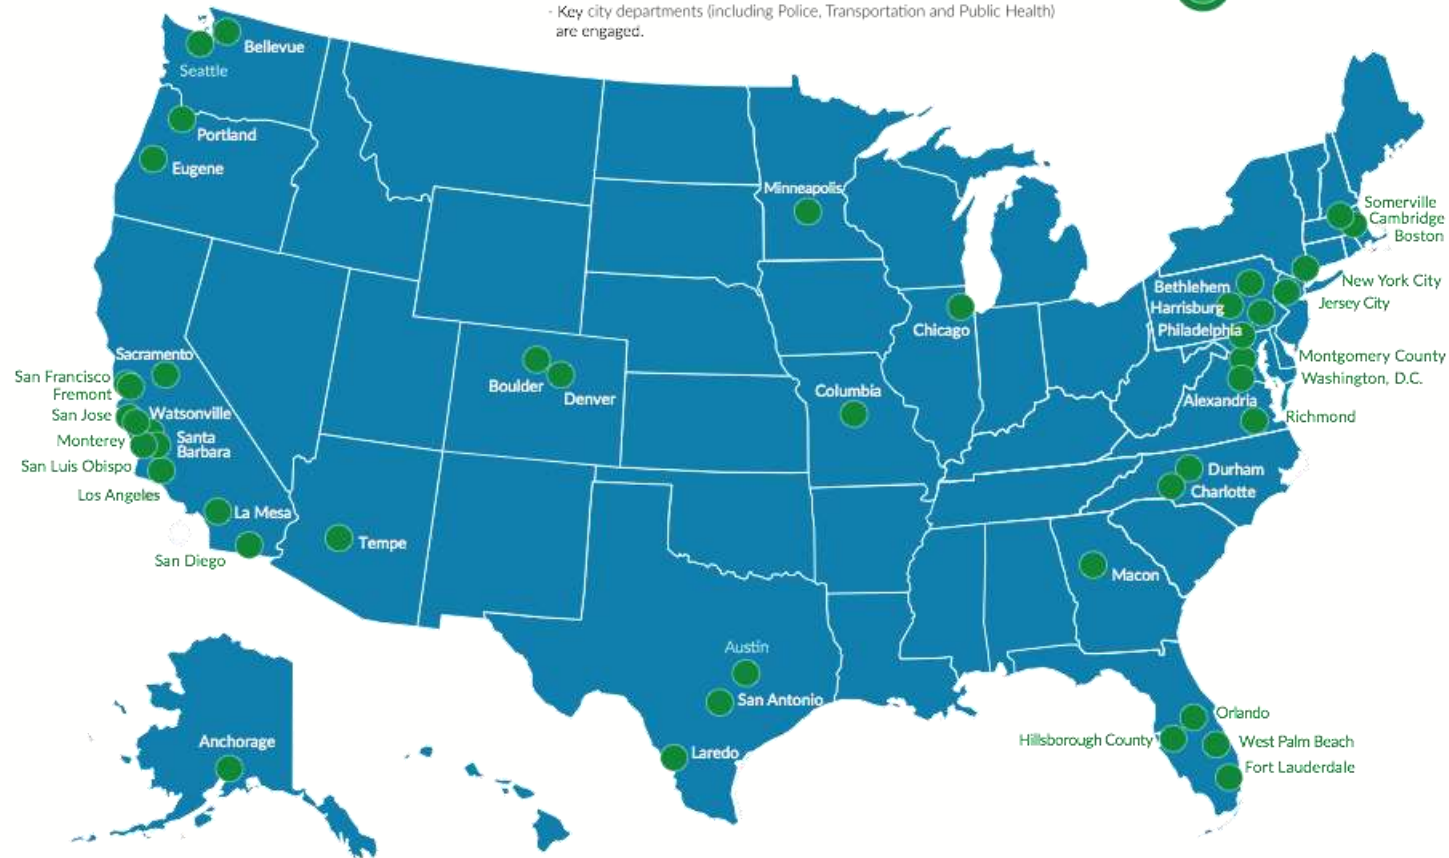 - Key city departments (including Police, Transportation and Public Health)
are engaged.
Bellevue
Seattle
Portland
Eugene
Minneapolis
Somerville
Cambridge
Boston
New York City
Jersey City
Bethlehem
Harrisburg
Philadelphia
Chicago
Montgomery County
Washington, D.C.
Alexandria
Richmond
Sacramento
San Francisco
Fremont
San Jose
Watsonville
Monterey
Santa
Barbara
San Luis Obispo
Los Angeles
La Mesa
San Diego
Boulder
Denver
Columbia
Durham
Charlotte
Tempe
Macon
Austin
San Antonio
Laredo
Anchorage
Orlando
Hillsborough County
West Palm Beach
Fort Lauderdale